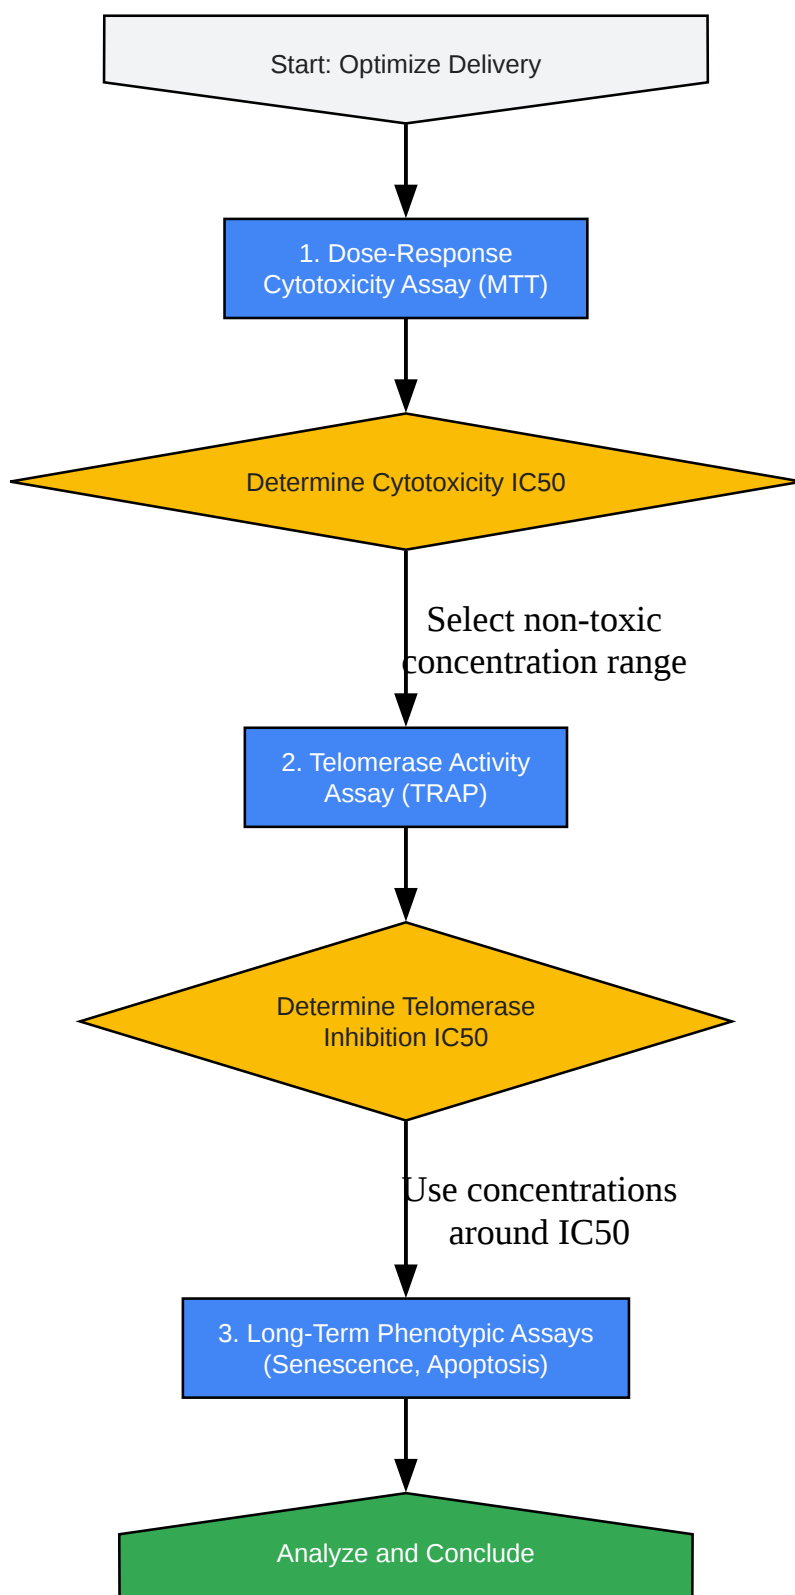 Start: Optimize Delivery
1. Dose-Response
Cytotoxicity Assay (MTT)
Determine Cytotoxicity IC50
Select non-toxic
concentration range
2. Telomerase Activity
Assay (TRAP)
Determine Telomerase
Inhibition IC50
Use concentrations
around IC50
3. Long-Term Phenotypic Assays
(Senescence, Apoptosis)
Analyze and Conclude